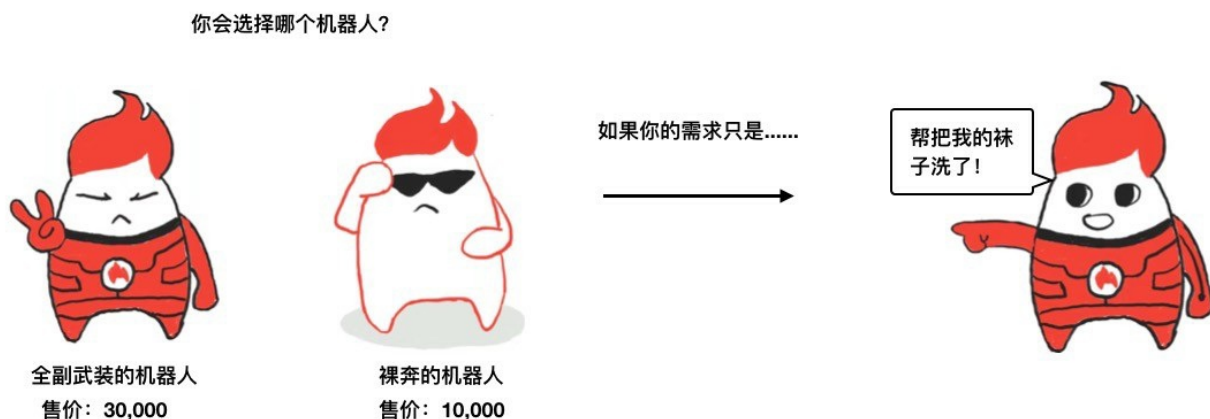 你会选择哪个机器人?
如果你的需求只是......
帮把我的袜
子洗了!
全副武装的机器人
售价：30,000
裸奔的机器人
售价：10,000